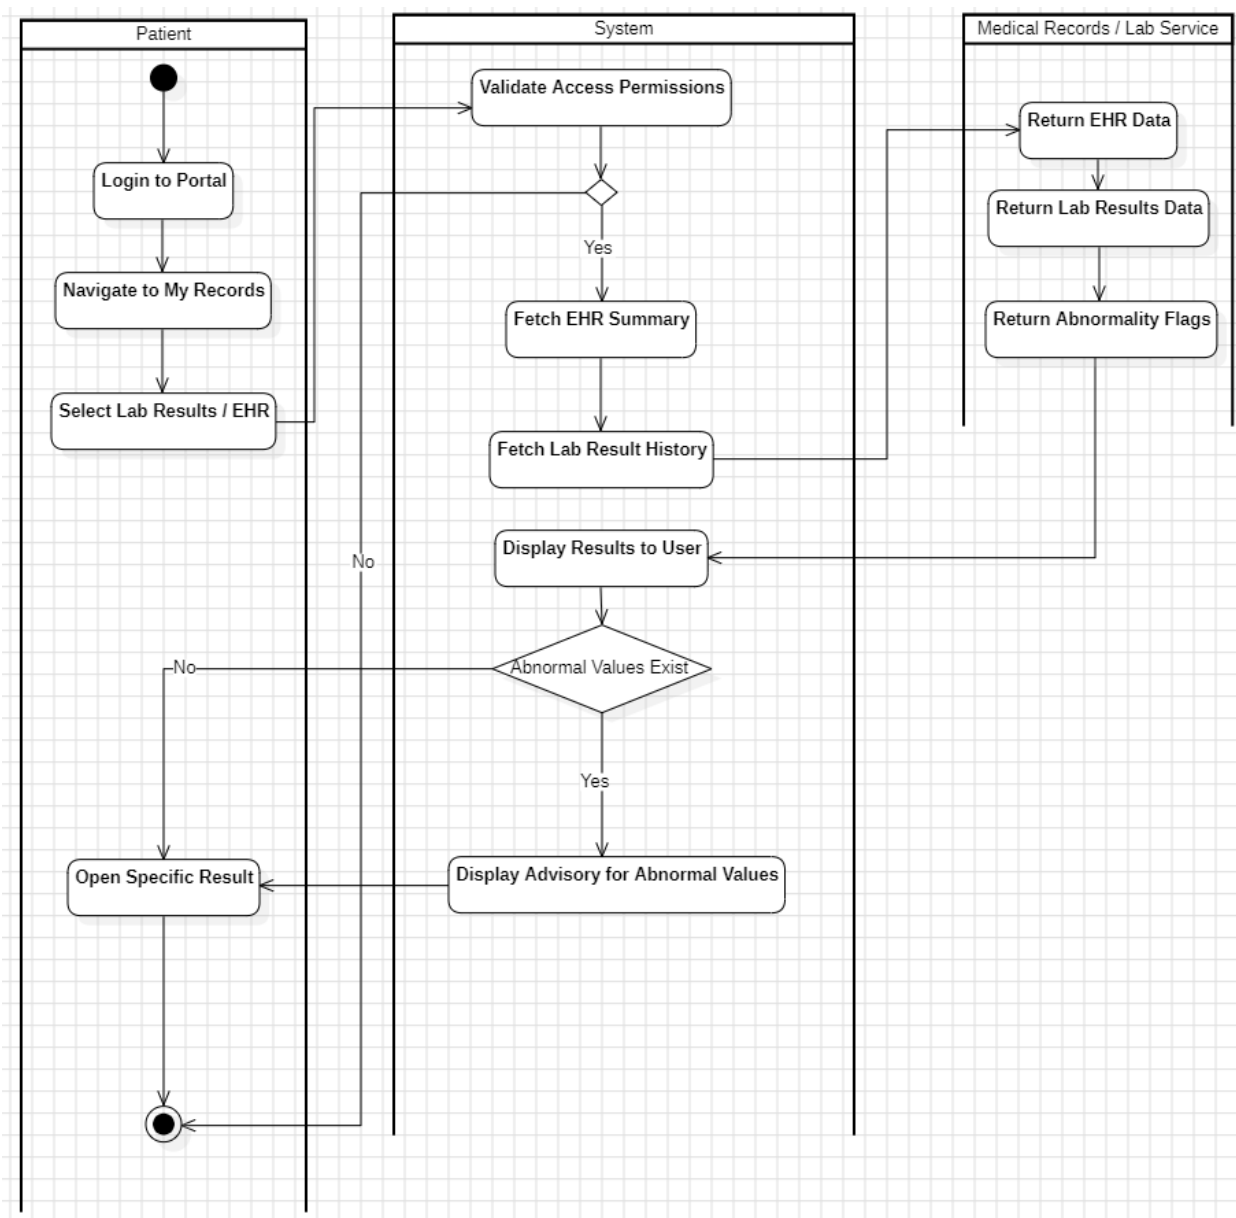 Patient
System
Medical Records / Lab Service
Login to Portal
Navigate to My Records
Select Lab Results / EHR
Validate Access Permissions
Yes
Fetch EHR Summary
Fetch Lab Result History
Return EHR Data
Return Lab Results Data
Return Abnormality Flags
Display Results to User
No
Abnormal Values Exist
No
Yes
Display Advisory for Abnormal Values
Open Specific Result